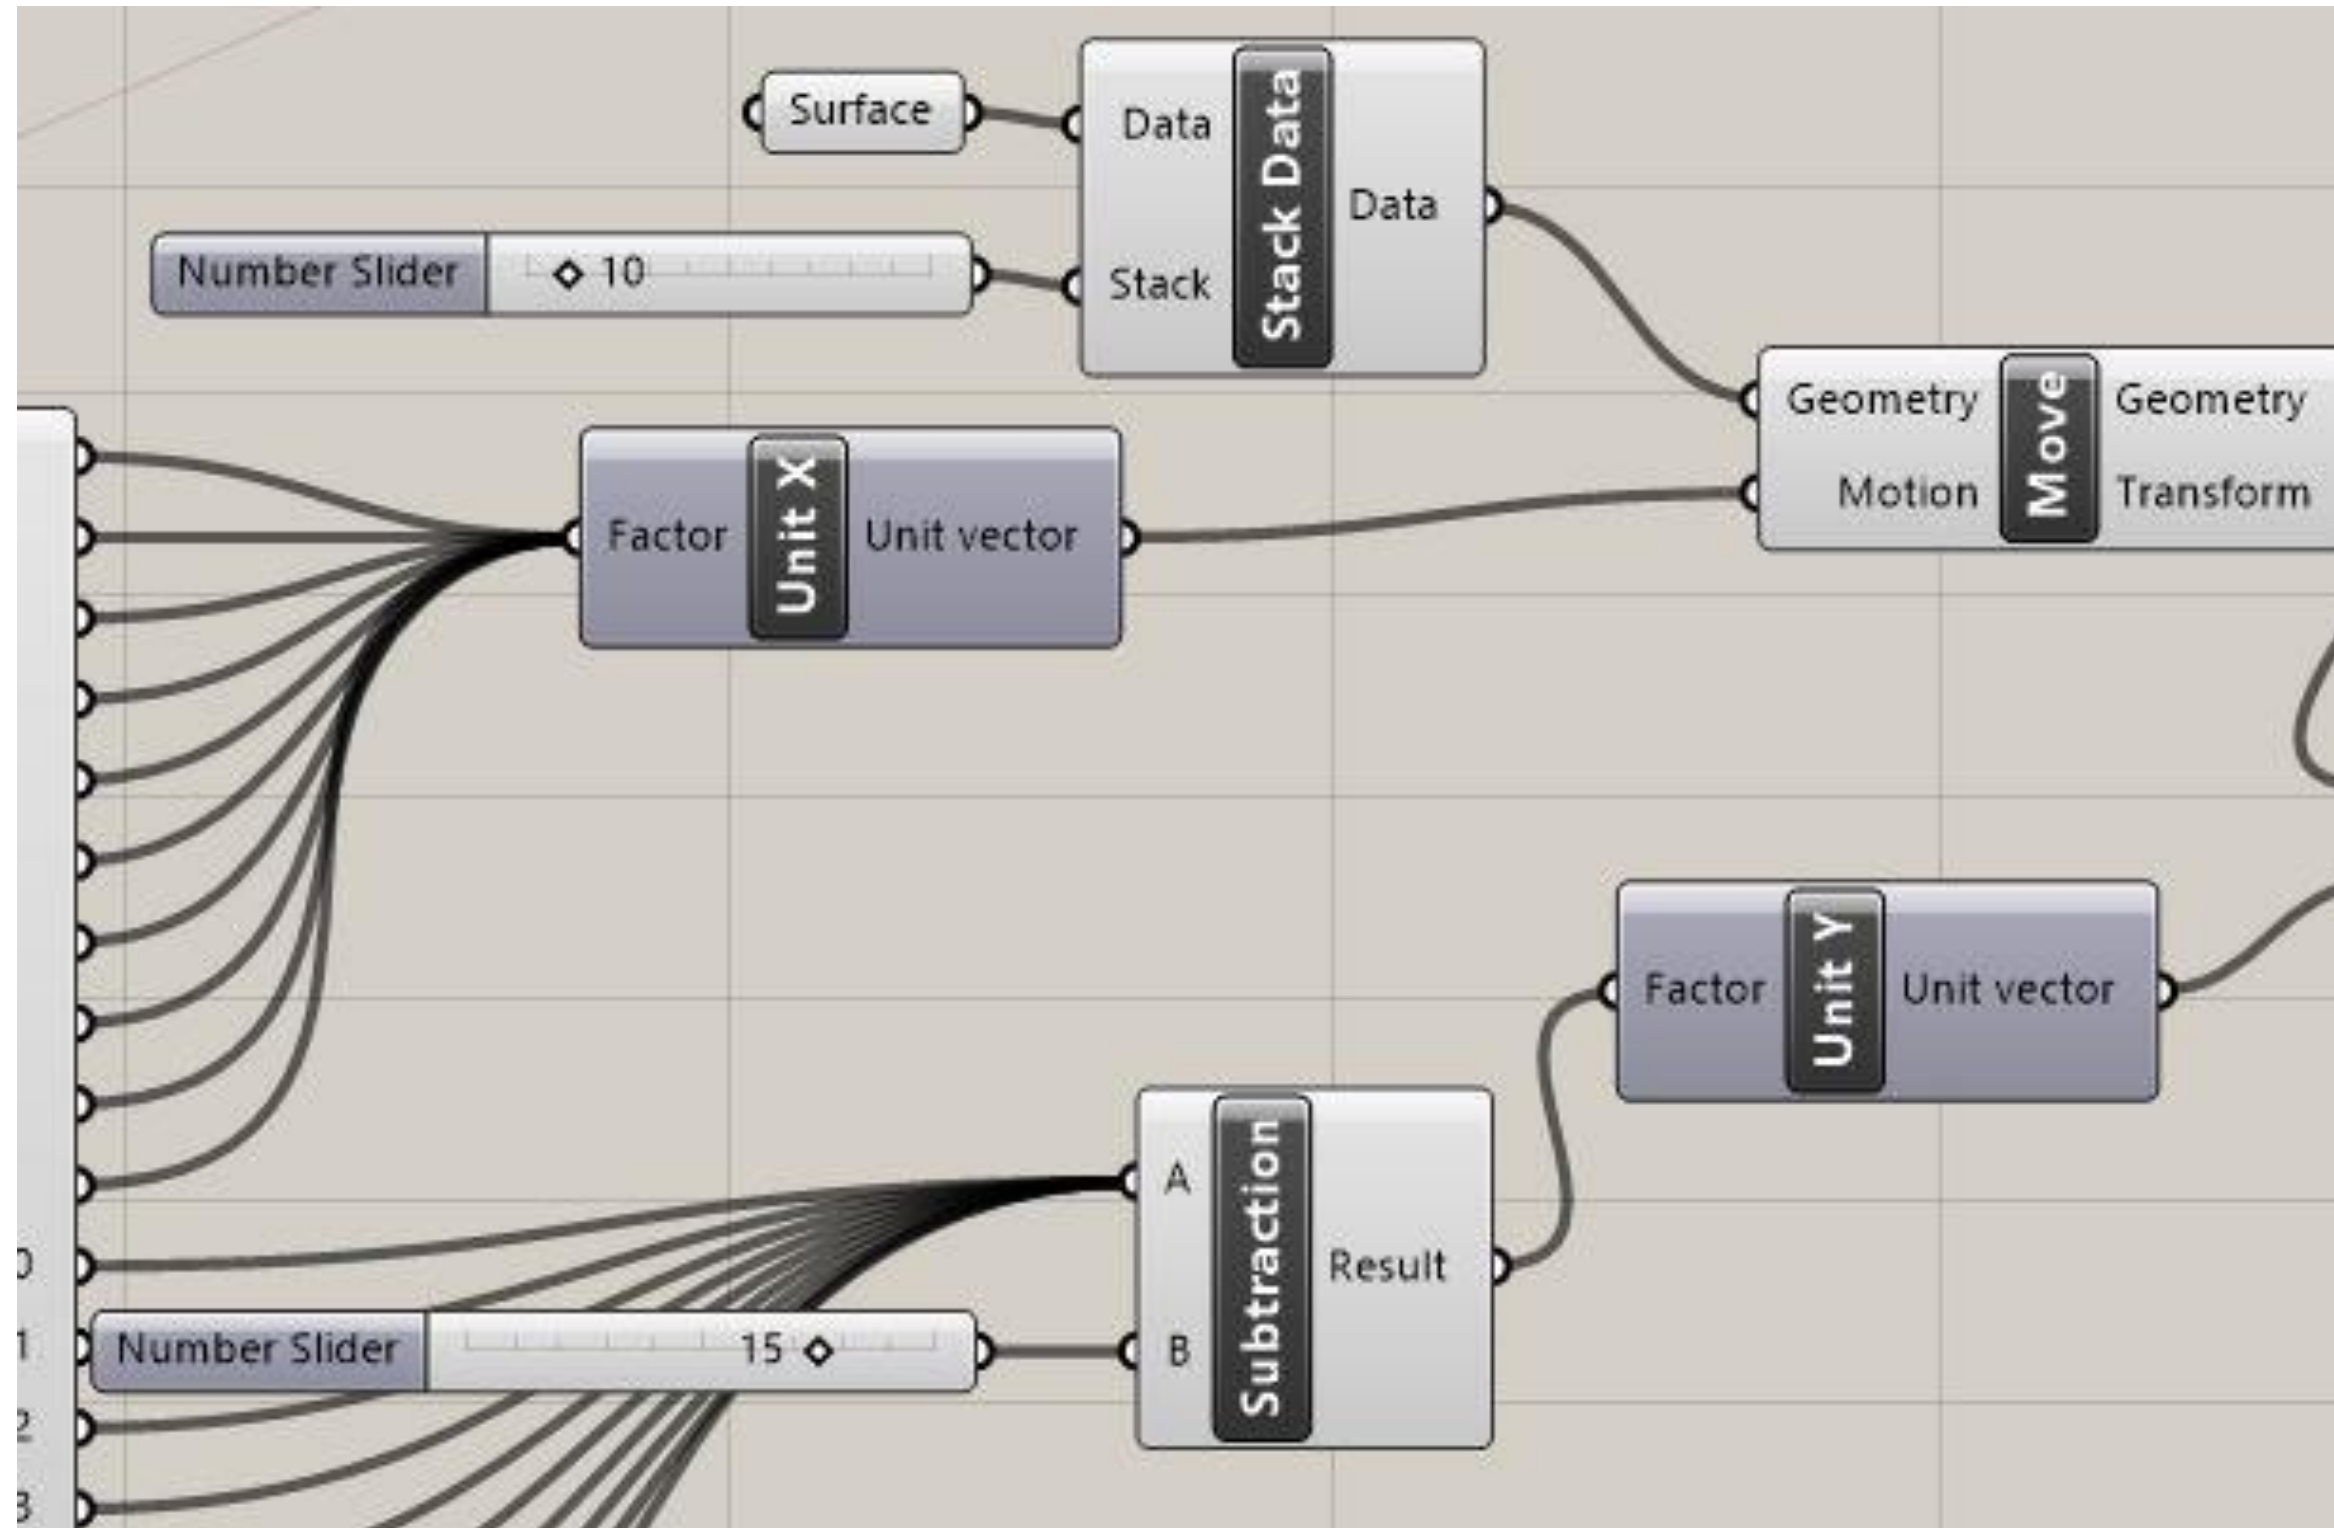 Surface
Data
Stack
Stack Data
Data
Number Slider
10
Geometry
Motion
Move
Geometry
Transform
Factor
Unit X
Unit vector
Factor
Unit Y
Unit vector
A
B
Subtraction
Result
0
1
Number Slider
15
2
3